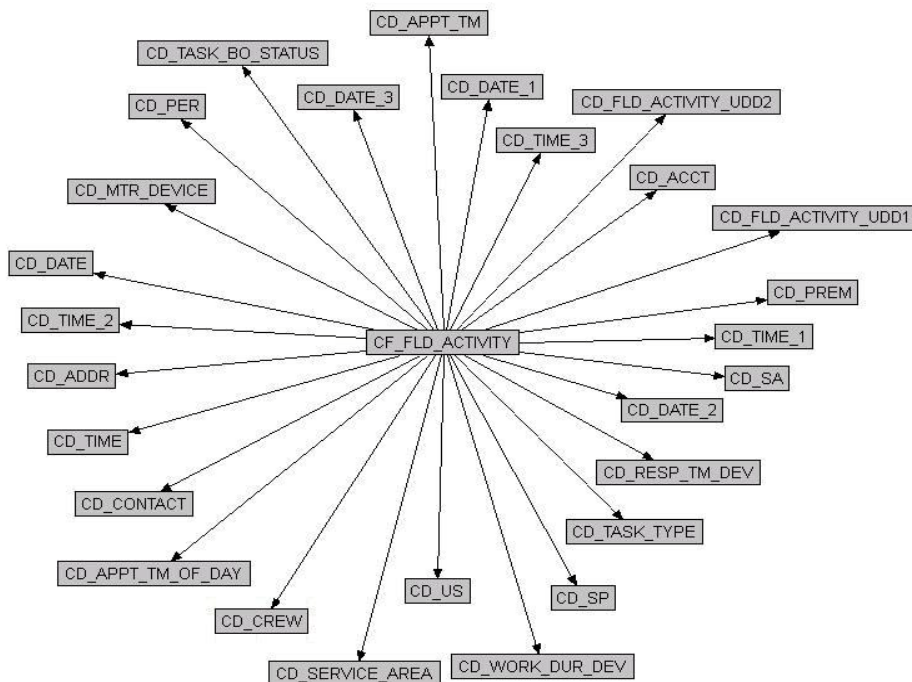 CD_APPT_TM
CD_TASK_BO_STATUS
CD_DATE_1
CD_DATE_3
CD_FLD_ACTIVITY_UDD2
CD_PER
CD_TIME_3
CD_ACCT
CD_MTR_DEVICE
CD_FLD_ACTIVITY_UDD1
CD_DATE
CD_PREM
CD_TIME_2
CD_TIME_1
CF_FLD_ACTIVITY
CD_ADDR
CD_SA
CD_DATE_2
CD_TIME
CD_RESP_TM_DEV
CD_CONTACT
CD_TASK_TYPE
CD_APPT_TM_OF_DAY
CD_US
CD_SP
CD_CREW
CD_SERVICE_AREA
CD_WORK_DUR_DEV